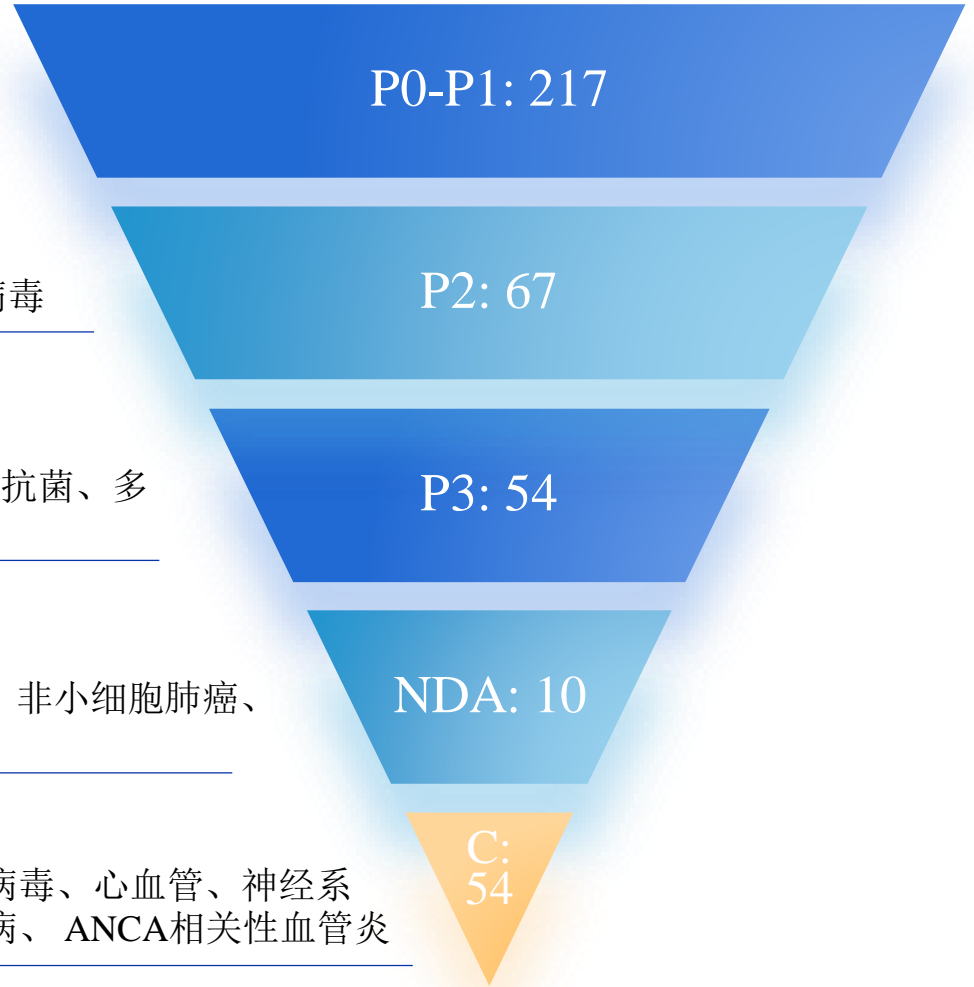 P0-P1: 217
P2: 67
病毒
P3: 54
抗菌、多
NDA: 10
非小细胞肺癌、
C:
54
病毒、心血管、神经系
病、 ANCA相关性血管炎